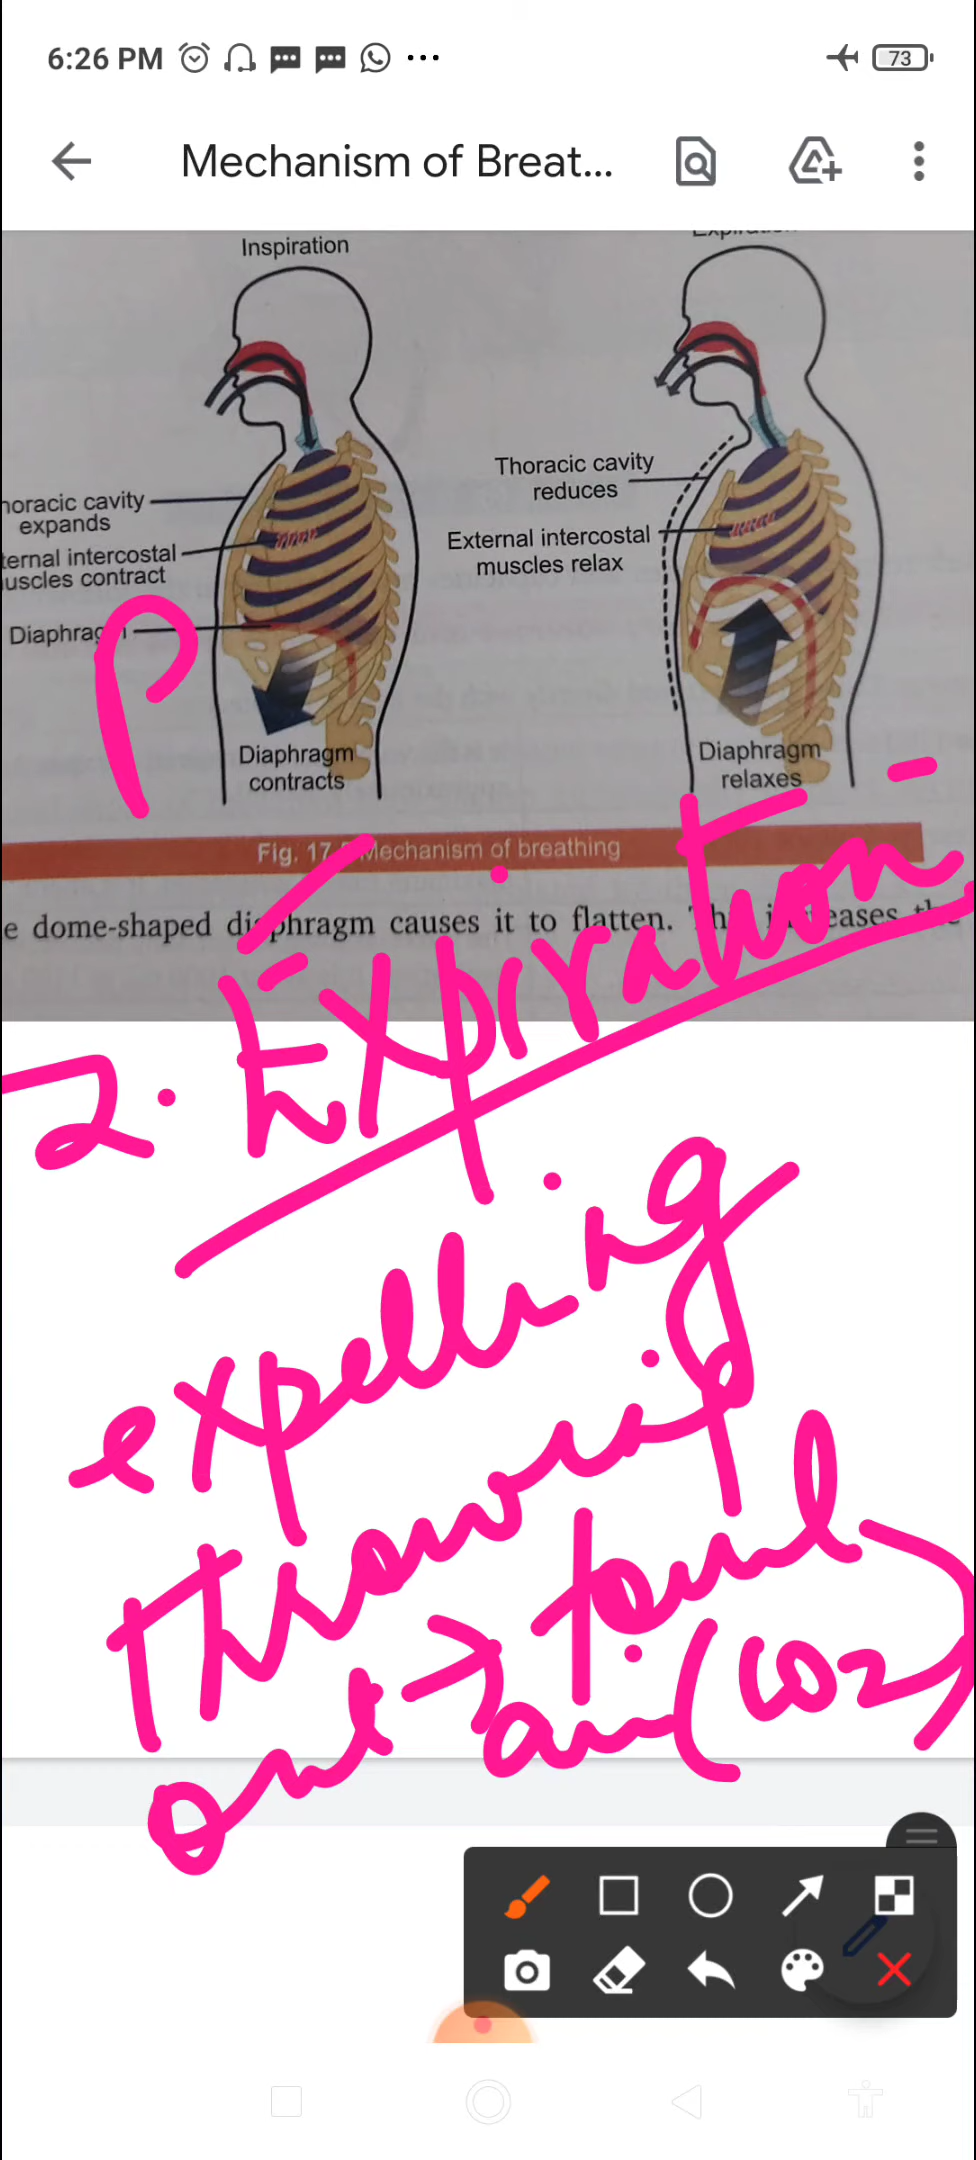 6:26 PM
73
Mechanism of Breat...
Inspiration
horacic cavity
expands
ternal intercostal
uscles contract
Diaphrag
Diaphragm
contracts
Thoracic cavity
reduces
External intercostal
muscles relax
Diaphragm
relaxes
Fig. 17. Mechanism of breathing
e dome-shaped diaphragm causes it to flatten. the
2. Expiration
expelling
throwing
out → foul
air (CO2)